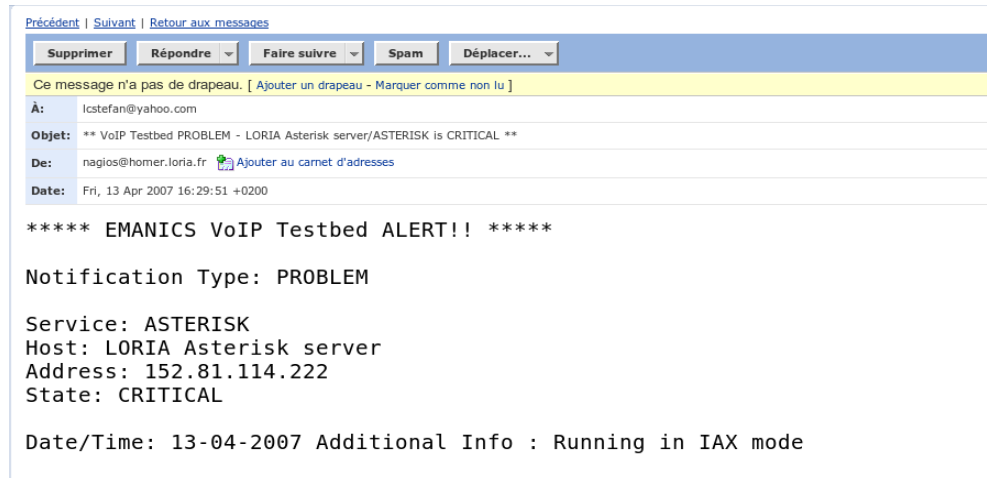 Précédent | Suivant | Retour aux messages
Supprimer Répondre Faire suivre Spam Déplacer...
Ce message n'a pas de drapeau. [ Ajouter un drapeau - Marquer comme non lu ]
À: lcstefan@yahoo.com
Objet: ** VoIP Testbed PROBLEM - LORIA Asterisk server/ASTERISK is CRITICAL **
De: nagios@homer.loria.fr Ajouter au carnet d'adresses
Date: Fri, 13 Apr 2007 16:29:51 +0200
***** EMANICS VoIP Testbed ALERT!! *****
Notification Type: PROBLEM
Service: ASTERISK
Host: LORIA Asterisk server
Address: 152.81.114.222
State: CRITICAL
Date/Time: 13-04-2007 Additional Info : Running in IAX mode